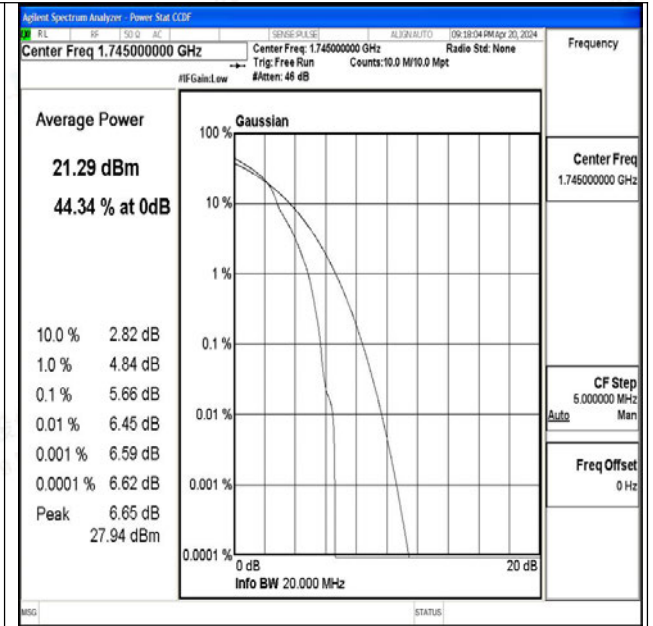 Agilent Spectrum Analyzer - Power Stat CCDF
RL RF 50 Ω AC SENSE:PULSE ALIGN AUTO 09:18:04 PM Apr 20, 2024
Center Freq 1.745000000 GHz
Center Freq: 1.745000000 GHz Radio Std: None
Trig: Free Run Counts:10.0 M/10.0 Mpt
#IFGain:Low #Atten: 46 dB
Frequency
Average Power
21.29 dBm
44.34 % at 0dB
10.0 % 2.82 dB
1.0 % 4.84 dB
0.1 % 5.66 dB
0.01 % 6.45 dB
0.001 % 6.59 dB
0.0001 % 6.62 dB
Peak 6.65 dB
27.94 dBm
Gaussian
100 %
10 %
1 %
0.1 %
0.01 %
0.001 %
0.0001 %
0 dB 20 dB
Info BW 20.000 MHz
Center Freq
1.745000000 GHz
CF Step
5.000000 MHz
Auto Man
Freq Offset
0 Hz
MSG STATUS